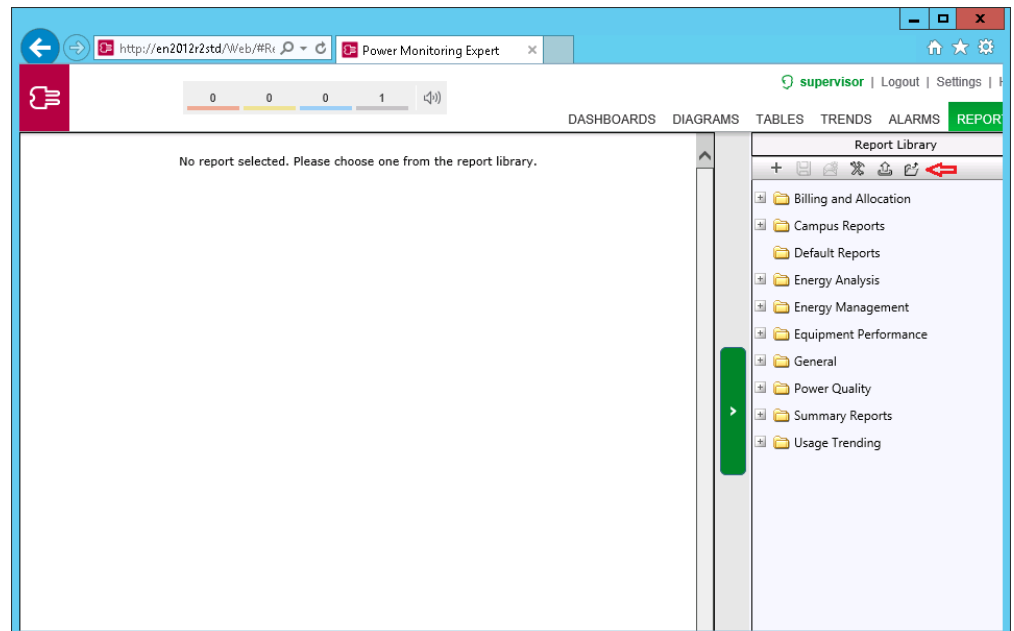 http://en2012r2std/Web/#Re
Power Monitoring Expert
supervisor | Logout | Settings |
0 0 0 1
DASHBOARDS DIAGRAMS TABLES TRENDS ALARMS REPOR
No report selected. Please choose one from the report library.
Report Library
Billing and Allocation
Campus Reports
Default Reports
Energy Analysis
Energy Management
Equipment Performance
General
Power Quality
Summary Reports
Usage Trending